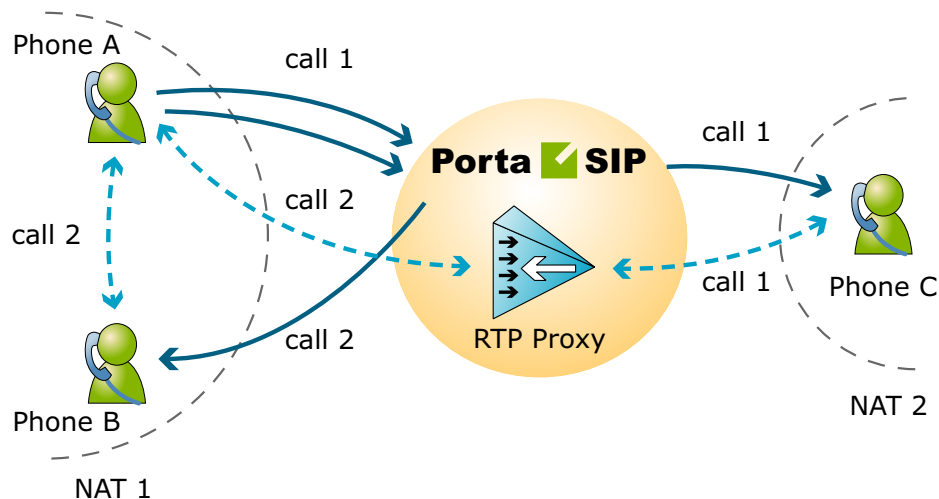 Phone A
call 1
call 1
Porta SIP
call 2
call 2
call 1
Phone C
RTP Proxy
call 2
NAT 2
Phone B
NAT 1